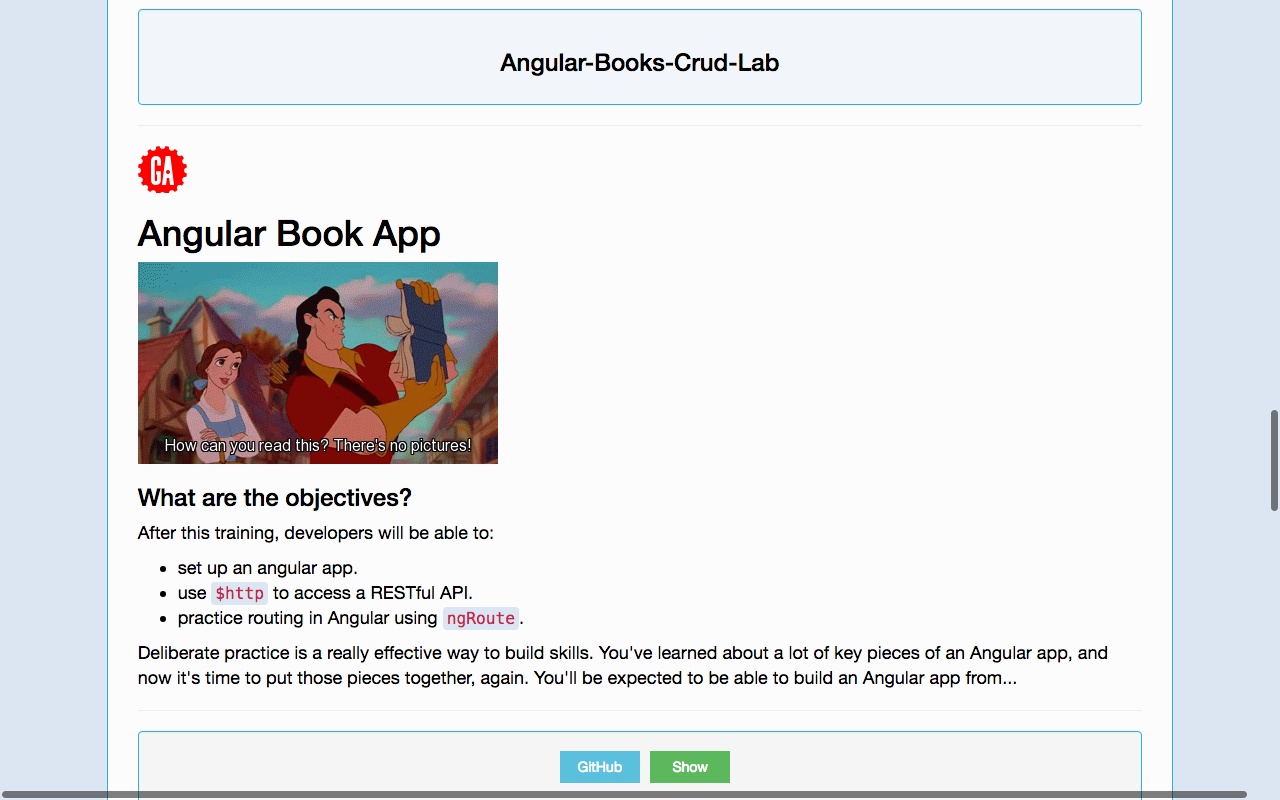 Angular-Books-Crud-Lab
GA
Angular Book App
How can you read this? There's no pictures!
What are the objectives?
After this training, developers will be able to:
set up an angular app.
use $http to access a RESTful API.
practice routing in Angular using ngRoute.
Deliberate practice is a really effective way to build skills. You've learned about a lot of key pieces of an Angular app, and
now it's time to put those pieces together, again. You'll be expected to be able to build an Angular app from...
GitHub Show